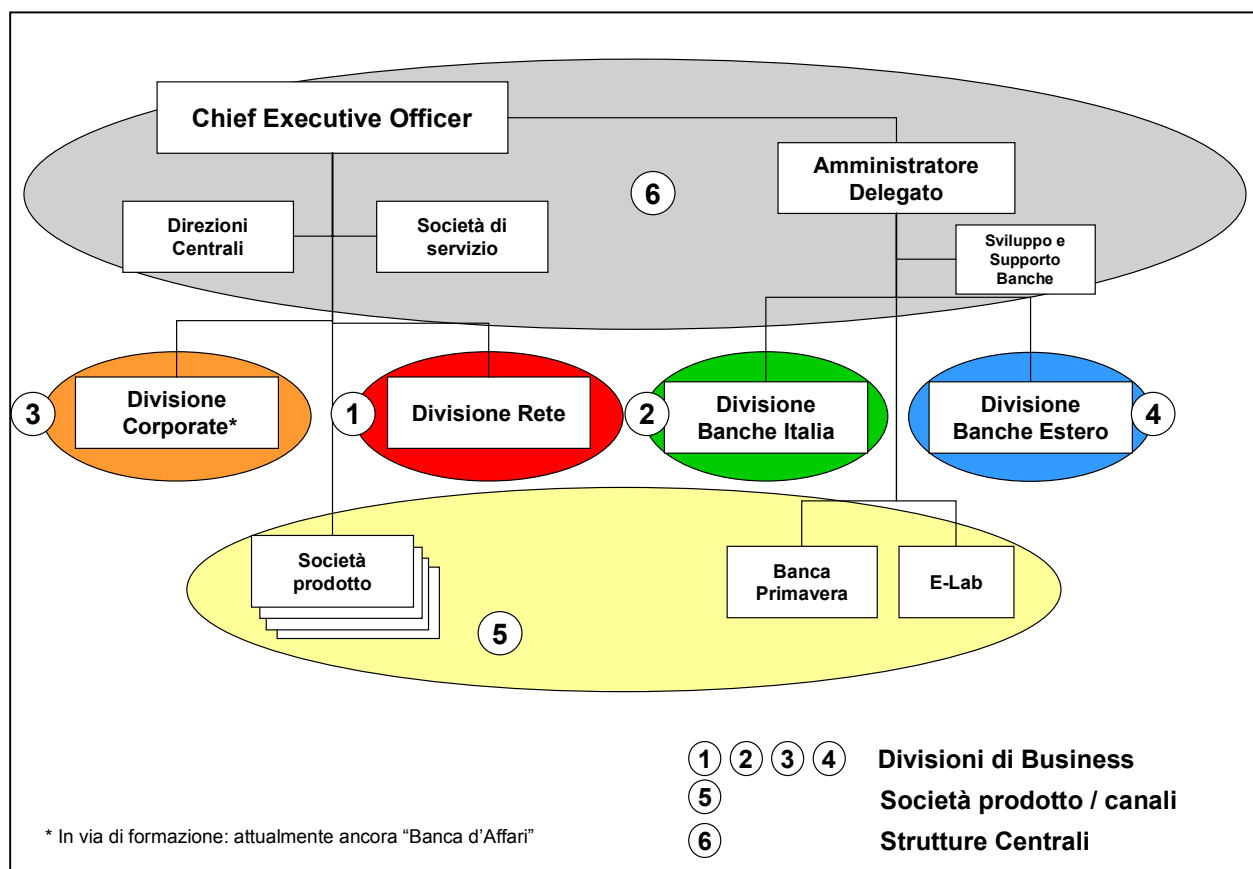 Chief Executive Officer
Amministratore
Delegato
6
Direzioni
Centrali
Società di
servizio
Sviluppo e
Supporto
Banche
3
Divisione
Corporate*
1
Divisione Rete
2
Divisione
Banche Italia
Divisione
Banche Estero
4
Società
prodotto
Banca
Primavera
E-Lab
5
1 2 3 4 Divisioni di Business
5 Società prodotto / canali
6 Strutture Centrali
* In via di formazione: attualmente ancora “Banca d’Affari”